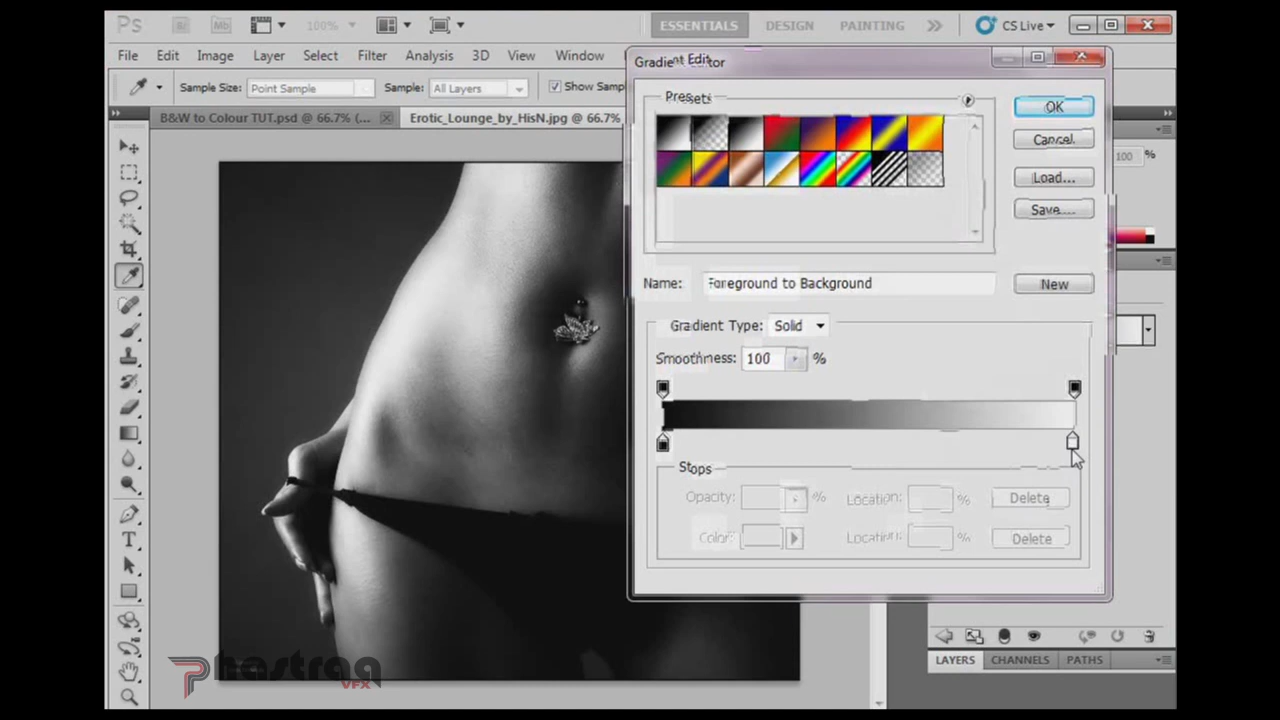 Ps Br Mb 100% ESSENTIALS DESIGN PAINTING CS Live
File Edit Image Layer Select Filter Analysis 3D View Window
Sample Size: Point Sample Sample: All Layers Show Samp
B&W to Colour TUT.psd @ 66.7% Erotic_Lounge_by_HisN.jpg @ 66.7%
Gradient Editor
Presets
OK
Cancel
Load...
Save...
100 %
Name: Foreground to Background New
Gradient Type: Solid
Smoothness: 100 %
Stops
Opacity: % Location: % Delete
Color: Location: % Delete
LAYERS CHANNELS PATHS
Phastraq
VFX